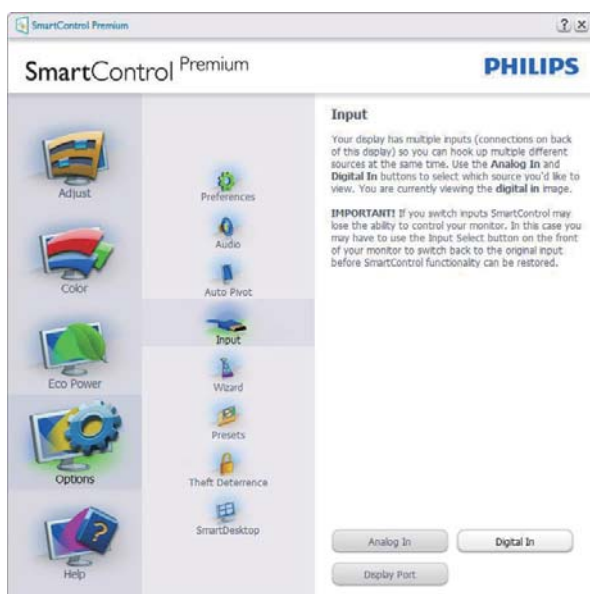 SmartControl Premium
? x
SmartControl Premium
PHILIPS
Adjust
Color
Eco Power
Options
Help
Preferences
Audio
Auto Pivot
Input
Wizard
Presets
Theft Deterrence
SmartDesktop
Input
Your display has multiple inputs (connections on back
of this display) so you can hook up multiple different
sources at the same time. Use the Analog In and
Digital In buttons to select which source you'd like to
view. You are currently viewing the digital in image.
IMPORTANT! If you switch inputs SmartControl may
lose the ability to control your monitor. In this case you
may have to use the Input Select button on the front
of your monitor to switch back to the original input
before SmartControl functionality can be restored.
Analog In
Digital In
Display Port